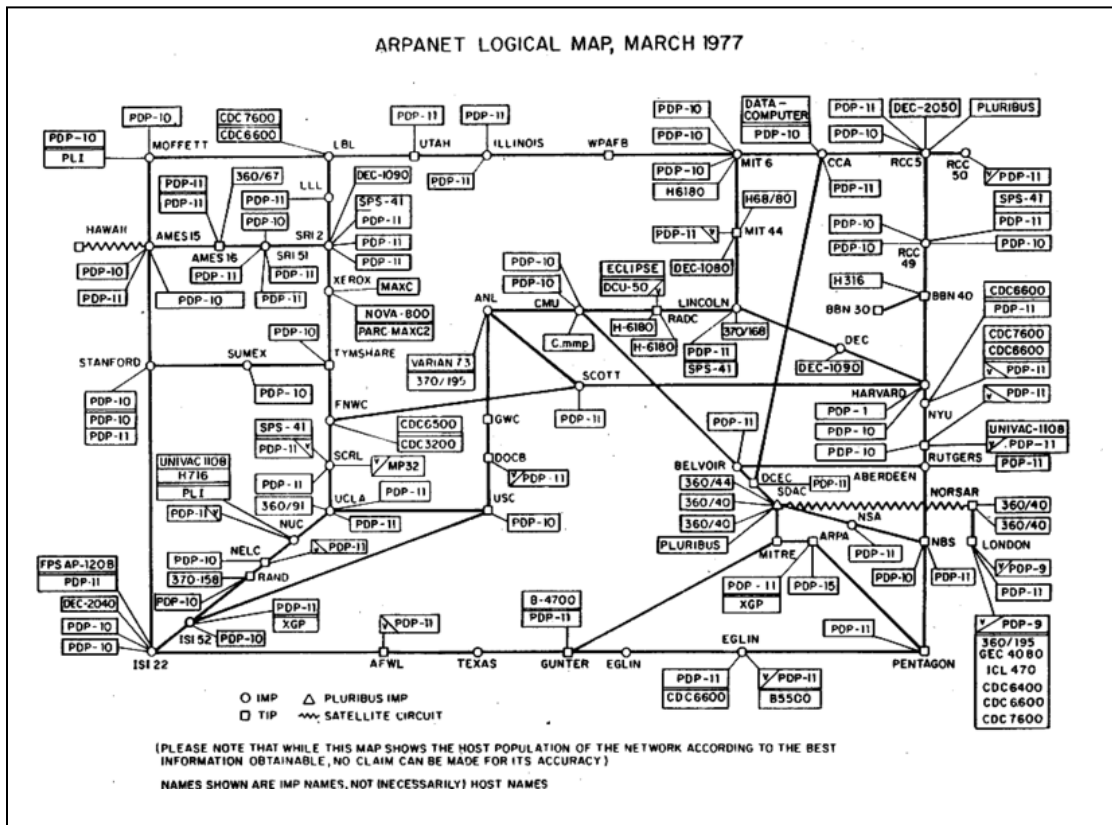 ARPANET LOGICAL MAP, MARCH 1977
PDP-10
PDP-10
PLI
MOFFETT
CDC7600
CDC6600
LBL
PDP-11
UTAH
PDP-11
ILLINOIS
PDP-11
WPAFB
PDP-10
PDP-10
PDP-10
H6180
MIT 6
DATA-
COMPUTER
PDP-10
CCA
PDP-11
PDP-11
PDP-10
DEC-2050
PLURIBUS
RCC 5
RCC
50
PDP-11
LLL
PDP-11
DEC-1090
SPS-41
PDP-11
PDP-11
PDP-11
SRI 2
HAWAII
AMES15
PDP-10
PDP-11
PDP-10
PDP-11
PDP-11
360/67
AMES 16
PDP-11
PDP-10
SRI 51
PDP-11
PDP-11
H68/80
PDP-11
MIT 44
DEC-1080
SPS-41
PDP-11
PDP-10
PDP-10
PDP-10
RCC
49
XEROX
MAXC
NOVA-800
PARC-MAXC2
ANL
VARIAN 73
370/195
PDP-10
PDP-10
CMU
C.mmp
ECLIPSE
DCU-50
RADC
H-6180
H-6180
LINCOLN
370/168
PDP-11
SPS-41
H316
BBN 40
BBN 30
DEC
DEC-1090
CDC6600
PDP-11
CDC7600
CDC6600
PDP-11
PDP-11
STANFORD
PDP-10
PDP-10
PDP-11
SUMEX
PDP-10
PDP-10
TYMSHARE
SCOTT
PDP-11
HARVARD
PDP-1
PDP-10
PDP-10
NYU
FNWC
CDC6500
CDC3200
GWC
DOCB
PDP-11
UNIVAC-1108
PDP-11
RUTGERS
PDP-11
SPS-41
PDP-11
SCRL
MP32
PDP-11
360/91
UCLA
PDP-11
PDP-11
USC
PDP-10
PDP-11
BELVOIR
DCEC
PDP-11
ABERDEEN
360/44
360/40
360/40
PLURIBUS
SDAC
NORSAR
360/40
360/40
UNIVAC 1108
H716
PLI
PDP-11
NUC
NSA
PDP-11
MITRE
ARPA
PDP-11
XGP
PDP-15
NBS
PDP-10
PDP-11
LONDON
PDP-9
PDP-11
PDP-9
360/195
GEC 4080
ICL 470
CDC6400
CDC6600
CDC 7600
NELC
PDP-11
PDP-10
370-158
RAND
PDP-10
FPS AP-120B
PDP-11
DEC-2040
PDP-10
PDP-10
ISI 22
ISI 52
PDP-11
XGP
PDP-10
PDP-11
AFWL
TEXAS
B-4700
PDP-11
GUNTER
EGLIN
EGLIN
PDP-11
CDC6600
PDP-11
B5500
PDP-11
PENTAGON
IMP
PLURIBUS IMP
TIP
SATELLITE CIRCUIT
(PLEASE NOTE THAT WHILE THIS MAP SHOWS THE HOST POPULATION OF THE NETWORK ACCORDING TO THE BEST
INFORMATION OBTAINABLE, NO CLAIM CAN BE MADE FOR ITS ACCURACY)
NAMES SHOWN ARE IMP NAMES, NOT (NECESSARILY) HOST NAMES